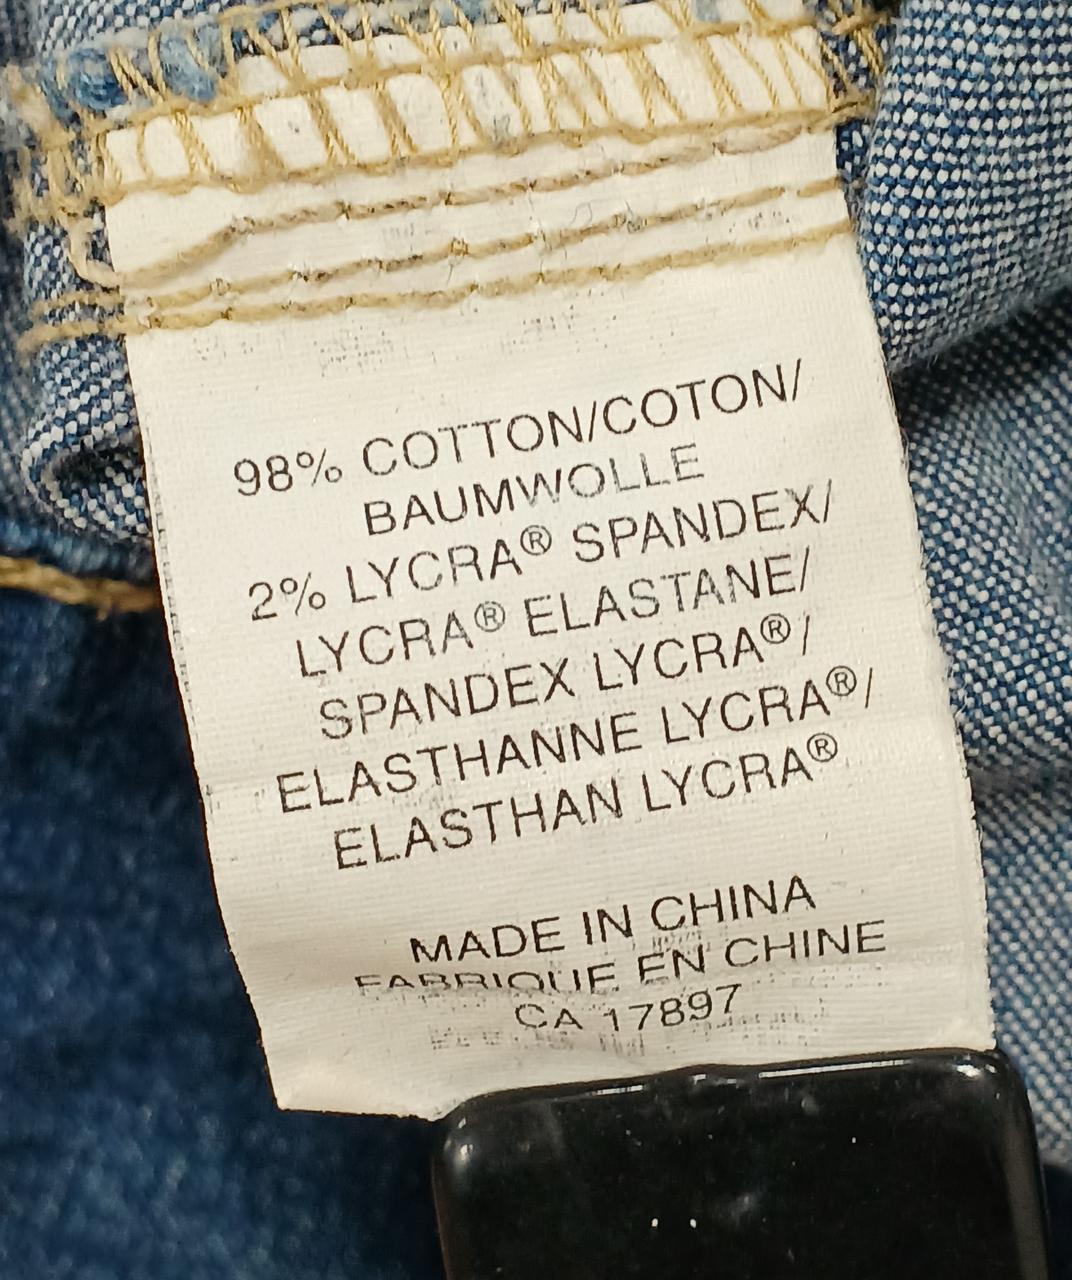 98% COTTON/COTON/
BAUMWOLLE
2% LYCRA® SPANDEX/
LYCRA® ELASTANE/
SPANDEX LYCRA®/
ELASTHANNE LYCRA®/
ELASTHAN LYCRA®
MADE IN CHINA
FABRIQUE EN CHINE
CA 17897